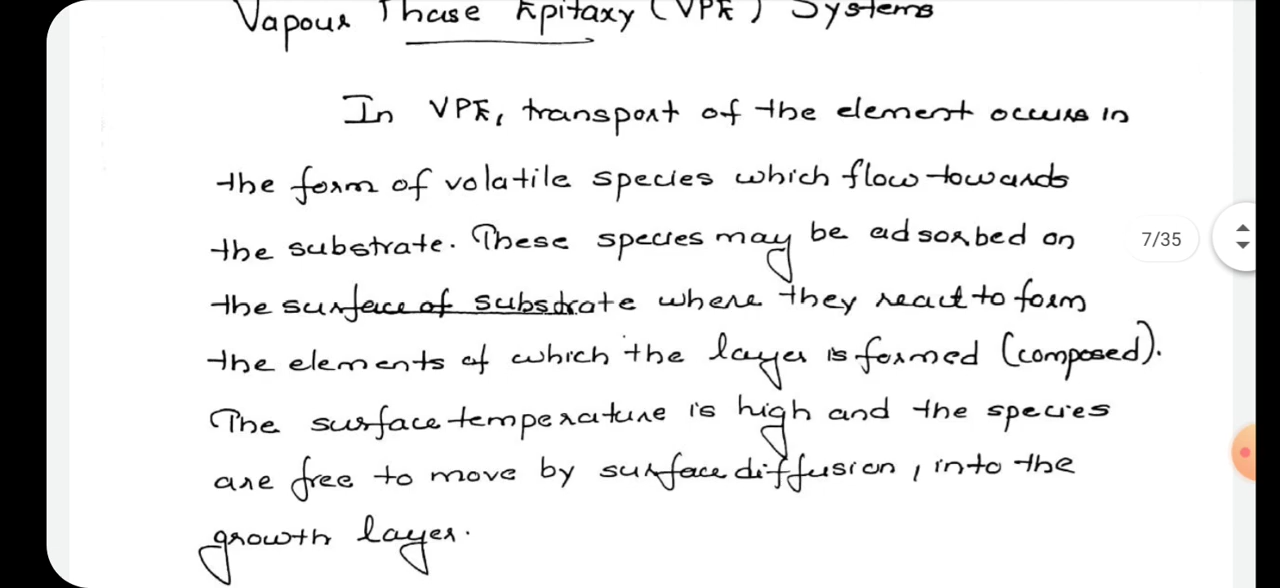 Vapour Phase Epitaxy (VPE) Systems
In VPE, transport of the element occurs in
the form of volatile species which flow towards
the substrate. These species may be adsorbed on
the surface of substrate where they react to form
the elements of which the layer is formed (composed).
The surface temperature is high and the species
are free to move by surface diffusion, into the
growth layer.
7/35